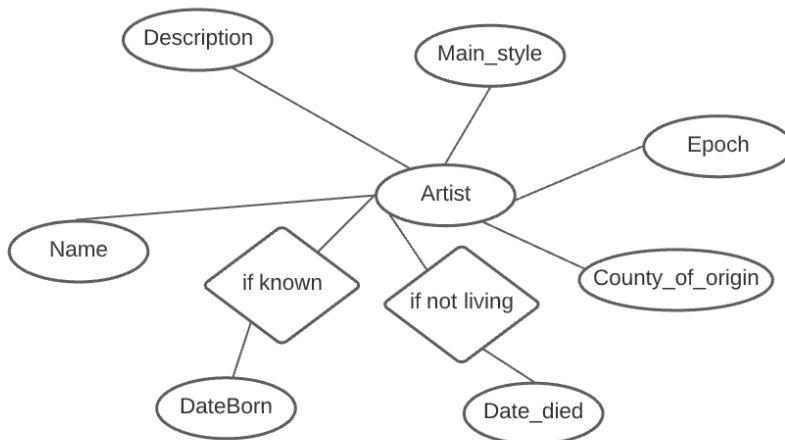 Description
Main_style
Epoch
Artist
Name
County_of_origin
if known
if not living
DateBorn
Date_died